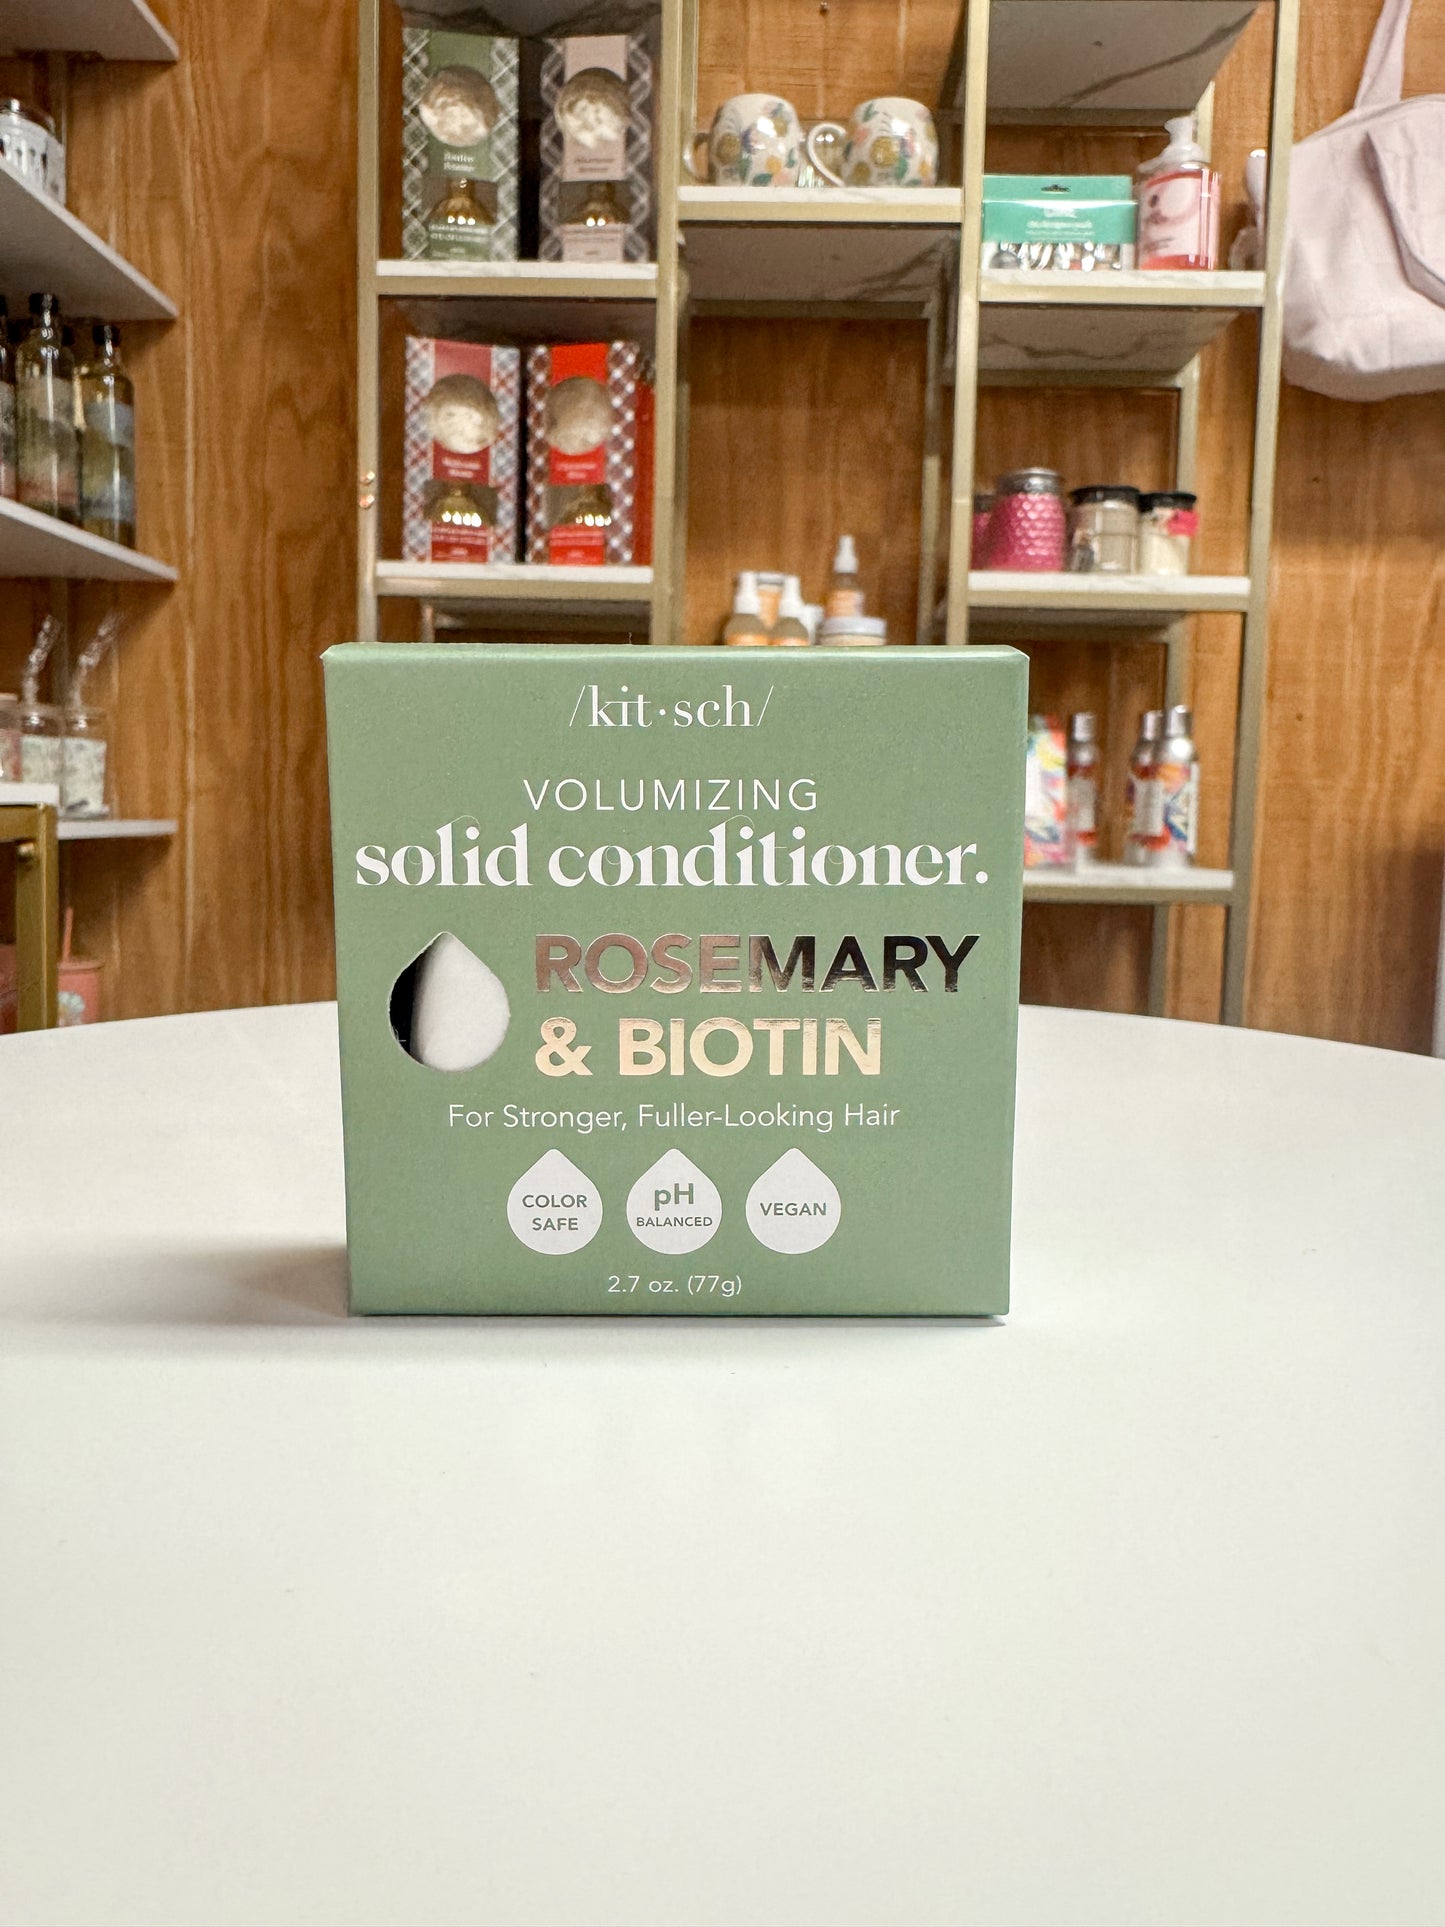 /kit·sch/
VOLUMIZING
solid conditioner.
ROSEMARY
& BIOTIN
For Stronger, Fuller-Looking Hair
COLOR
SAFE
pH
BALANCED
VEGAN
2.7 oz. (77g)